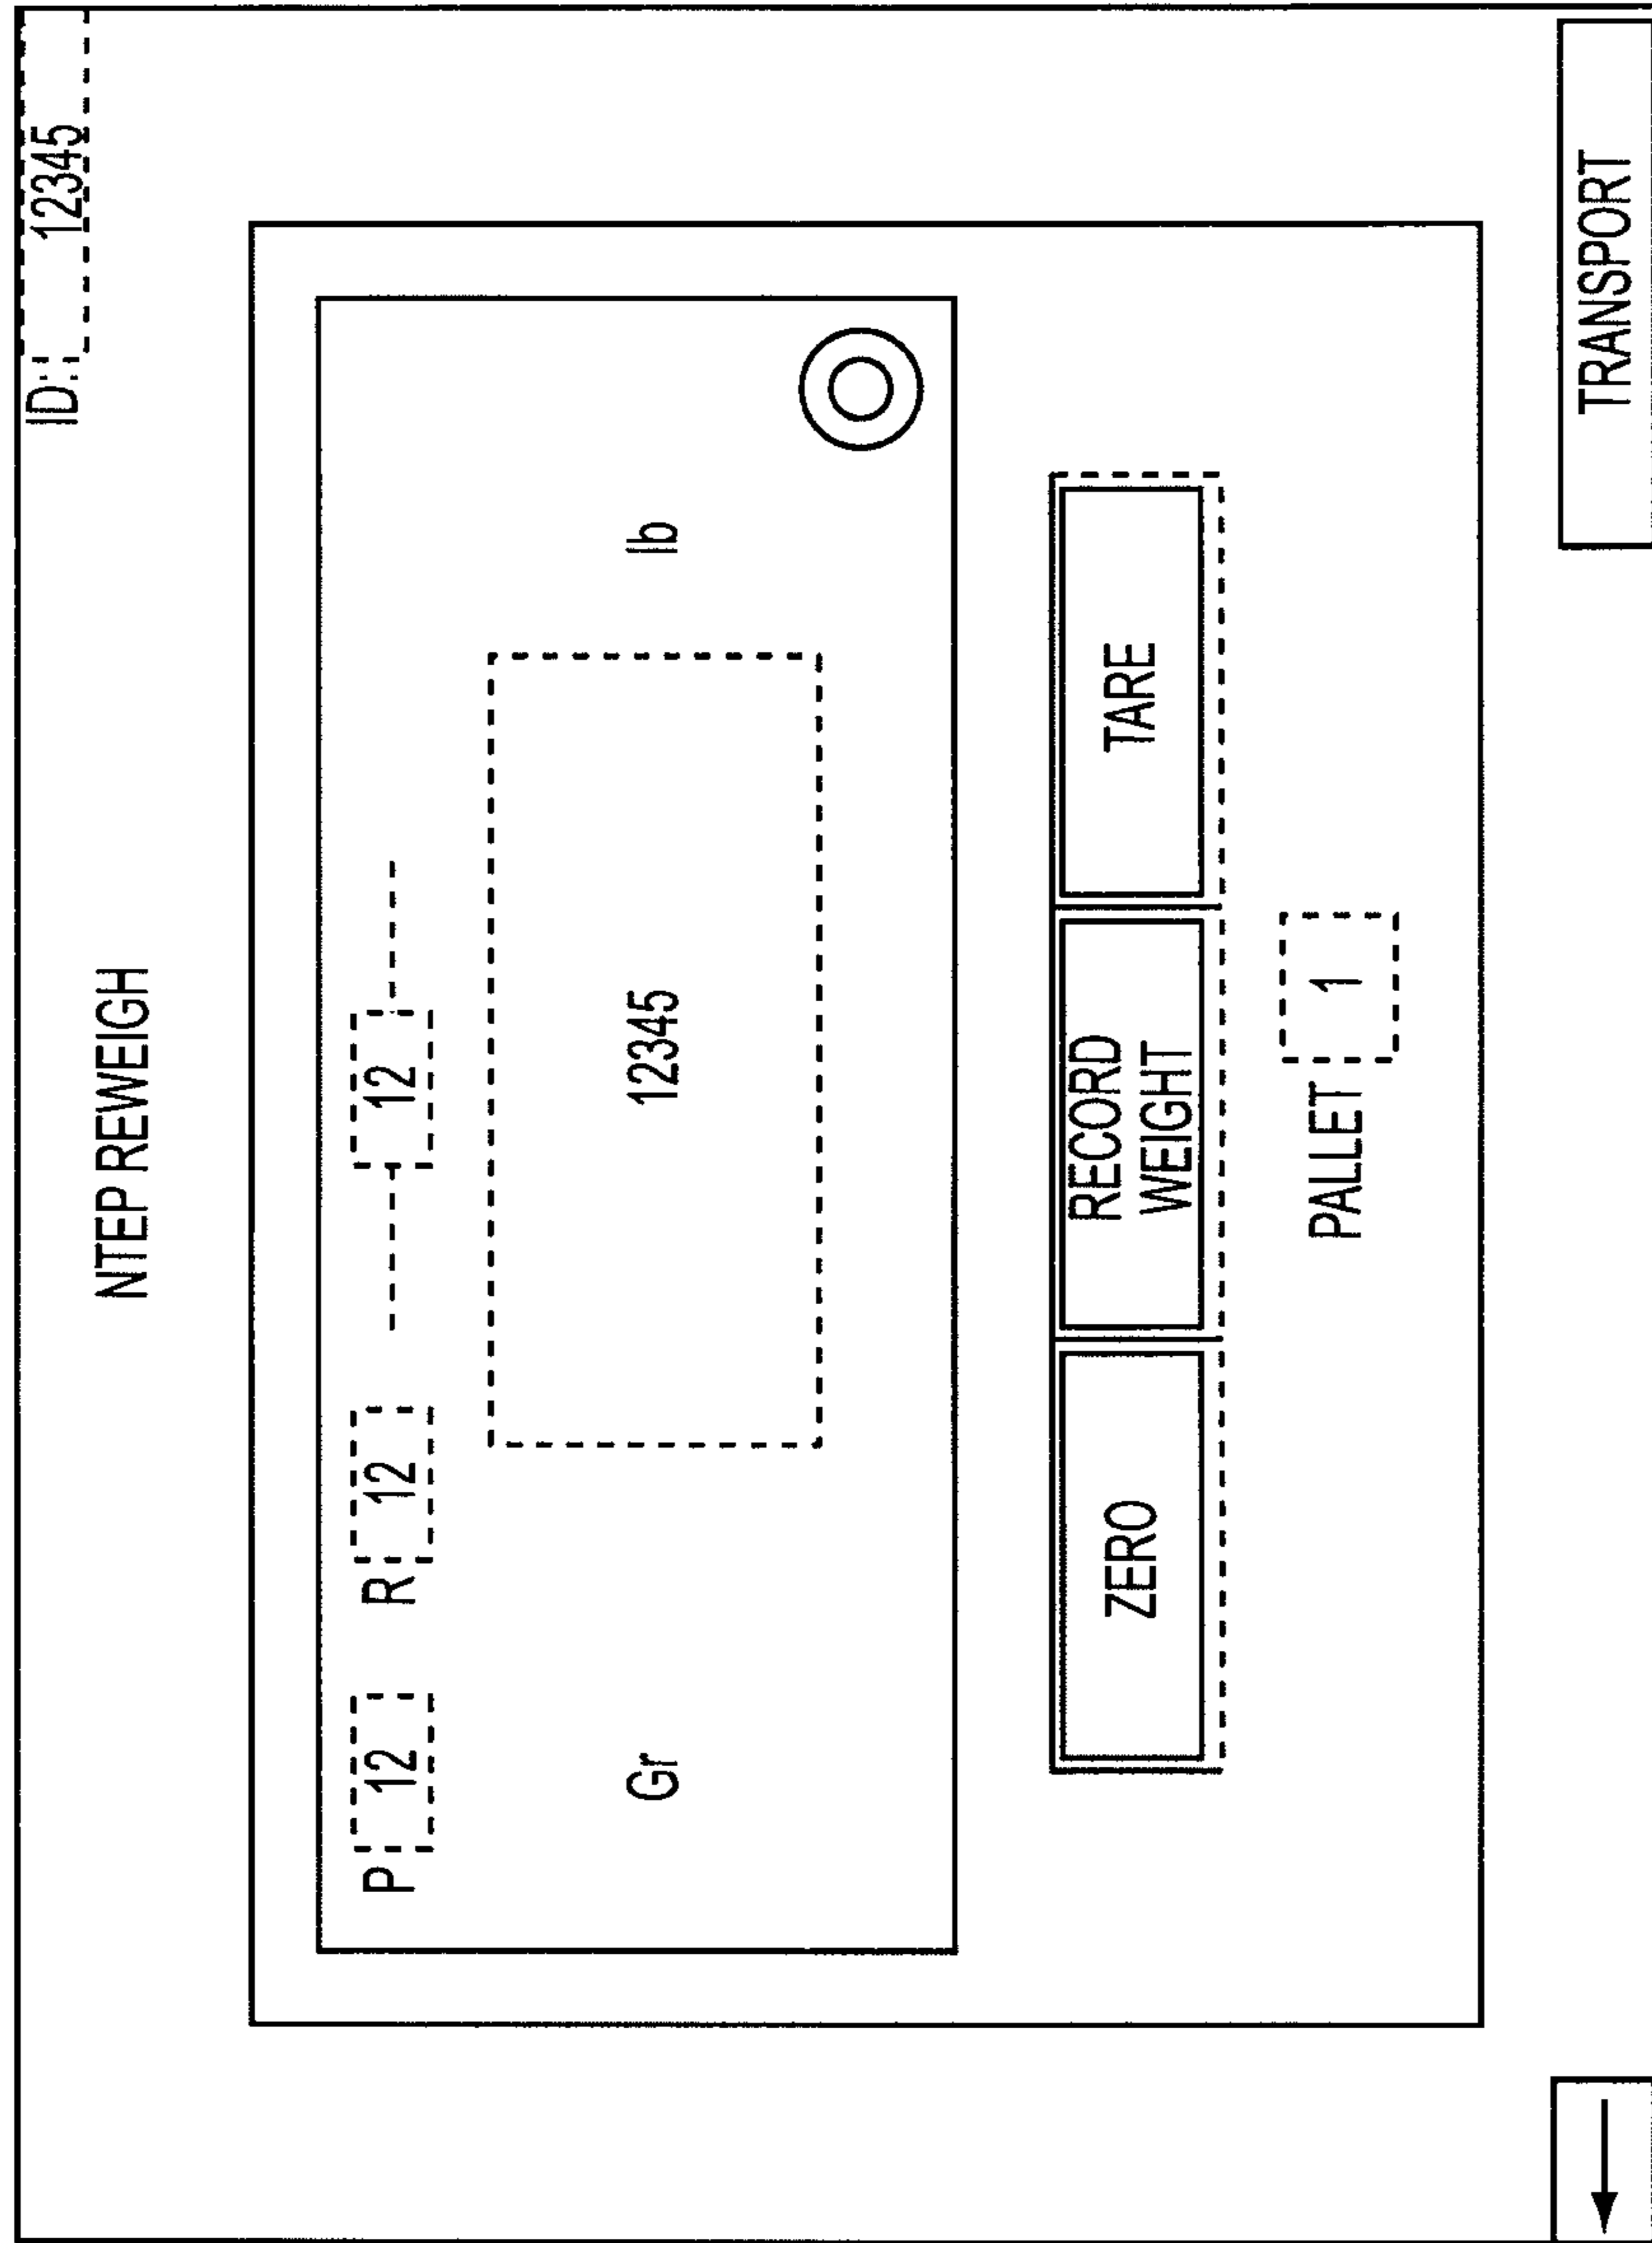 ID: 12345
NTEP REWEIGH
P 12 R 12 12
Gr 12345 lb
ZERO
RECORD
WEIGHT
TARE
PALLET 1
TRANSPORT